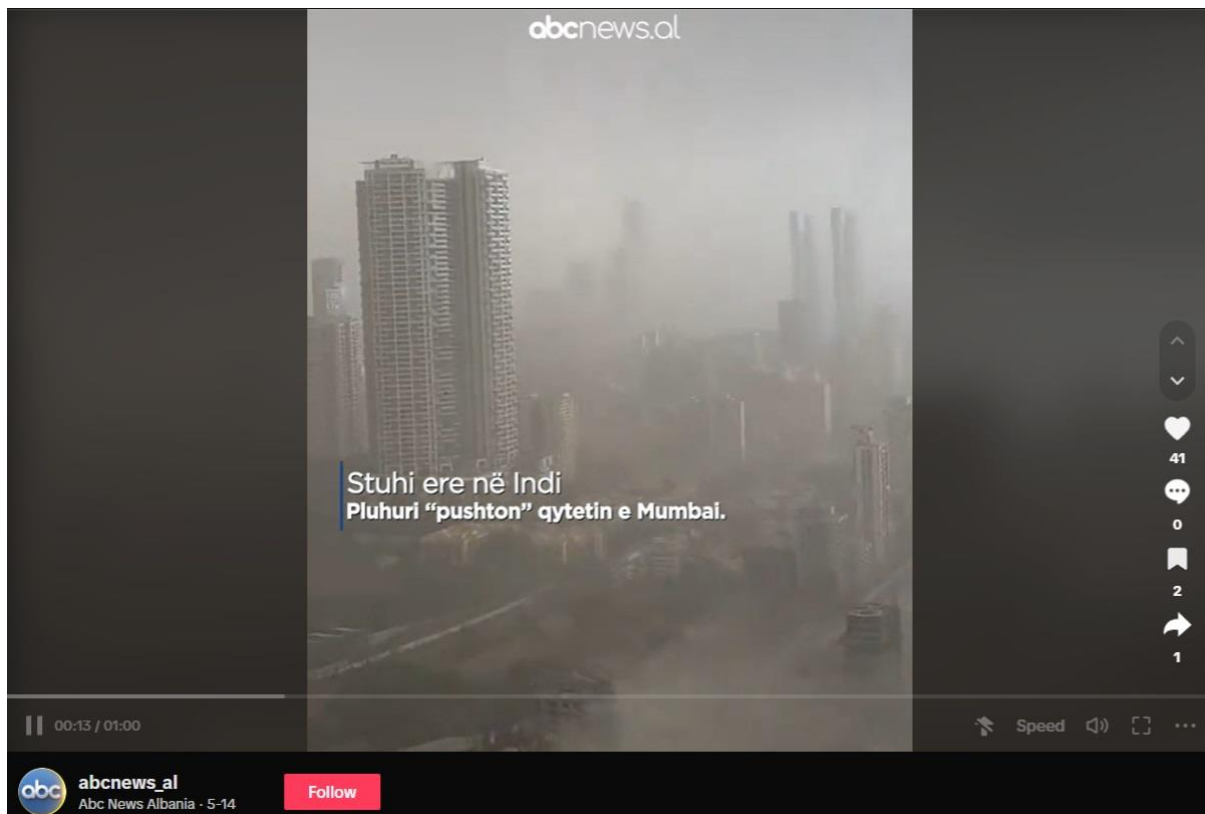 abcnews.al
Stuhi ere në Indi
Pluhuri “pushton” qytetin e Mumbai.
41
0
2
1
00:13 / 01:00
Speed
abc
abcnews_al
Abc News Albania · 5-14
Follow